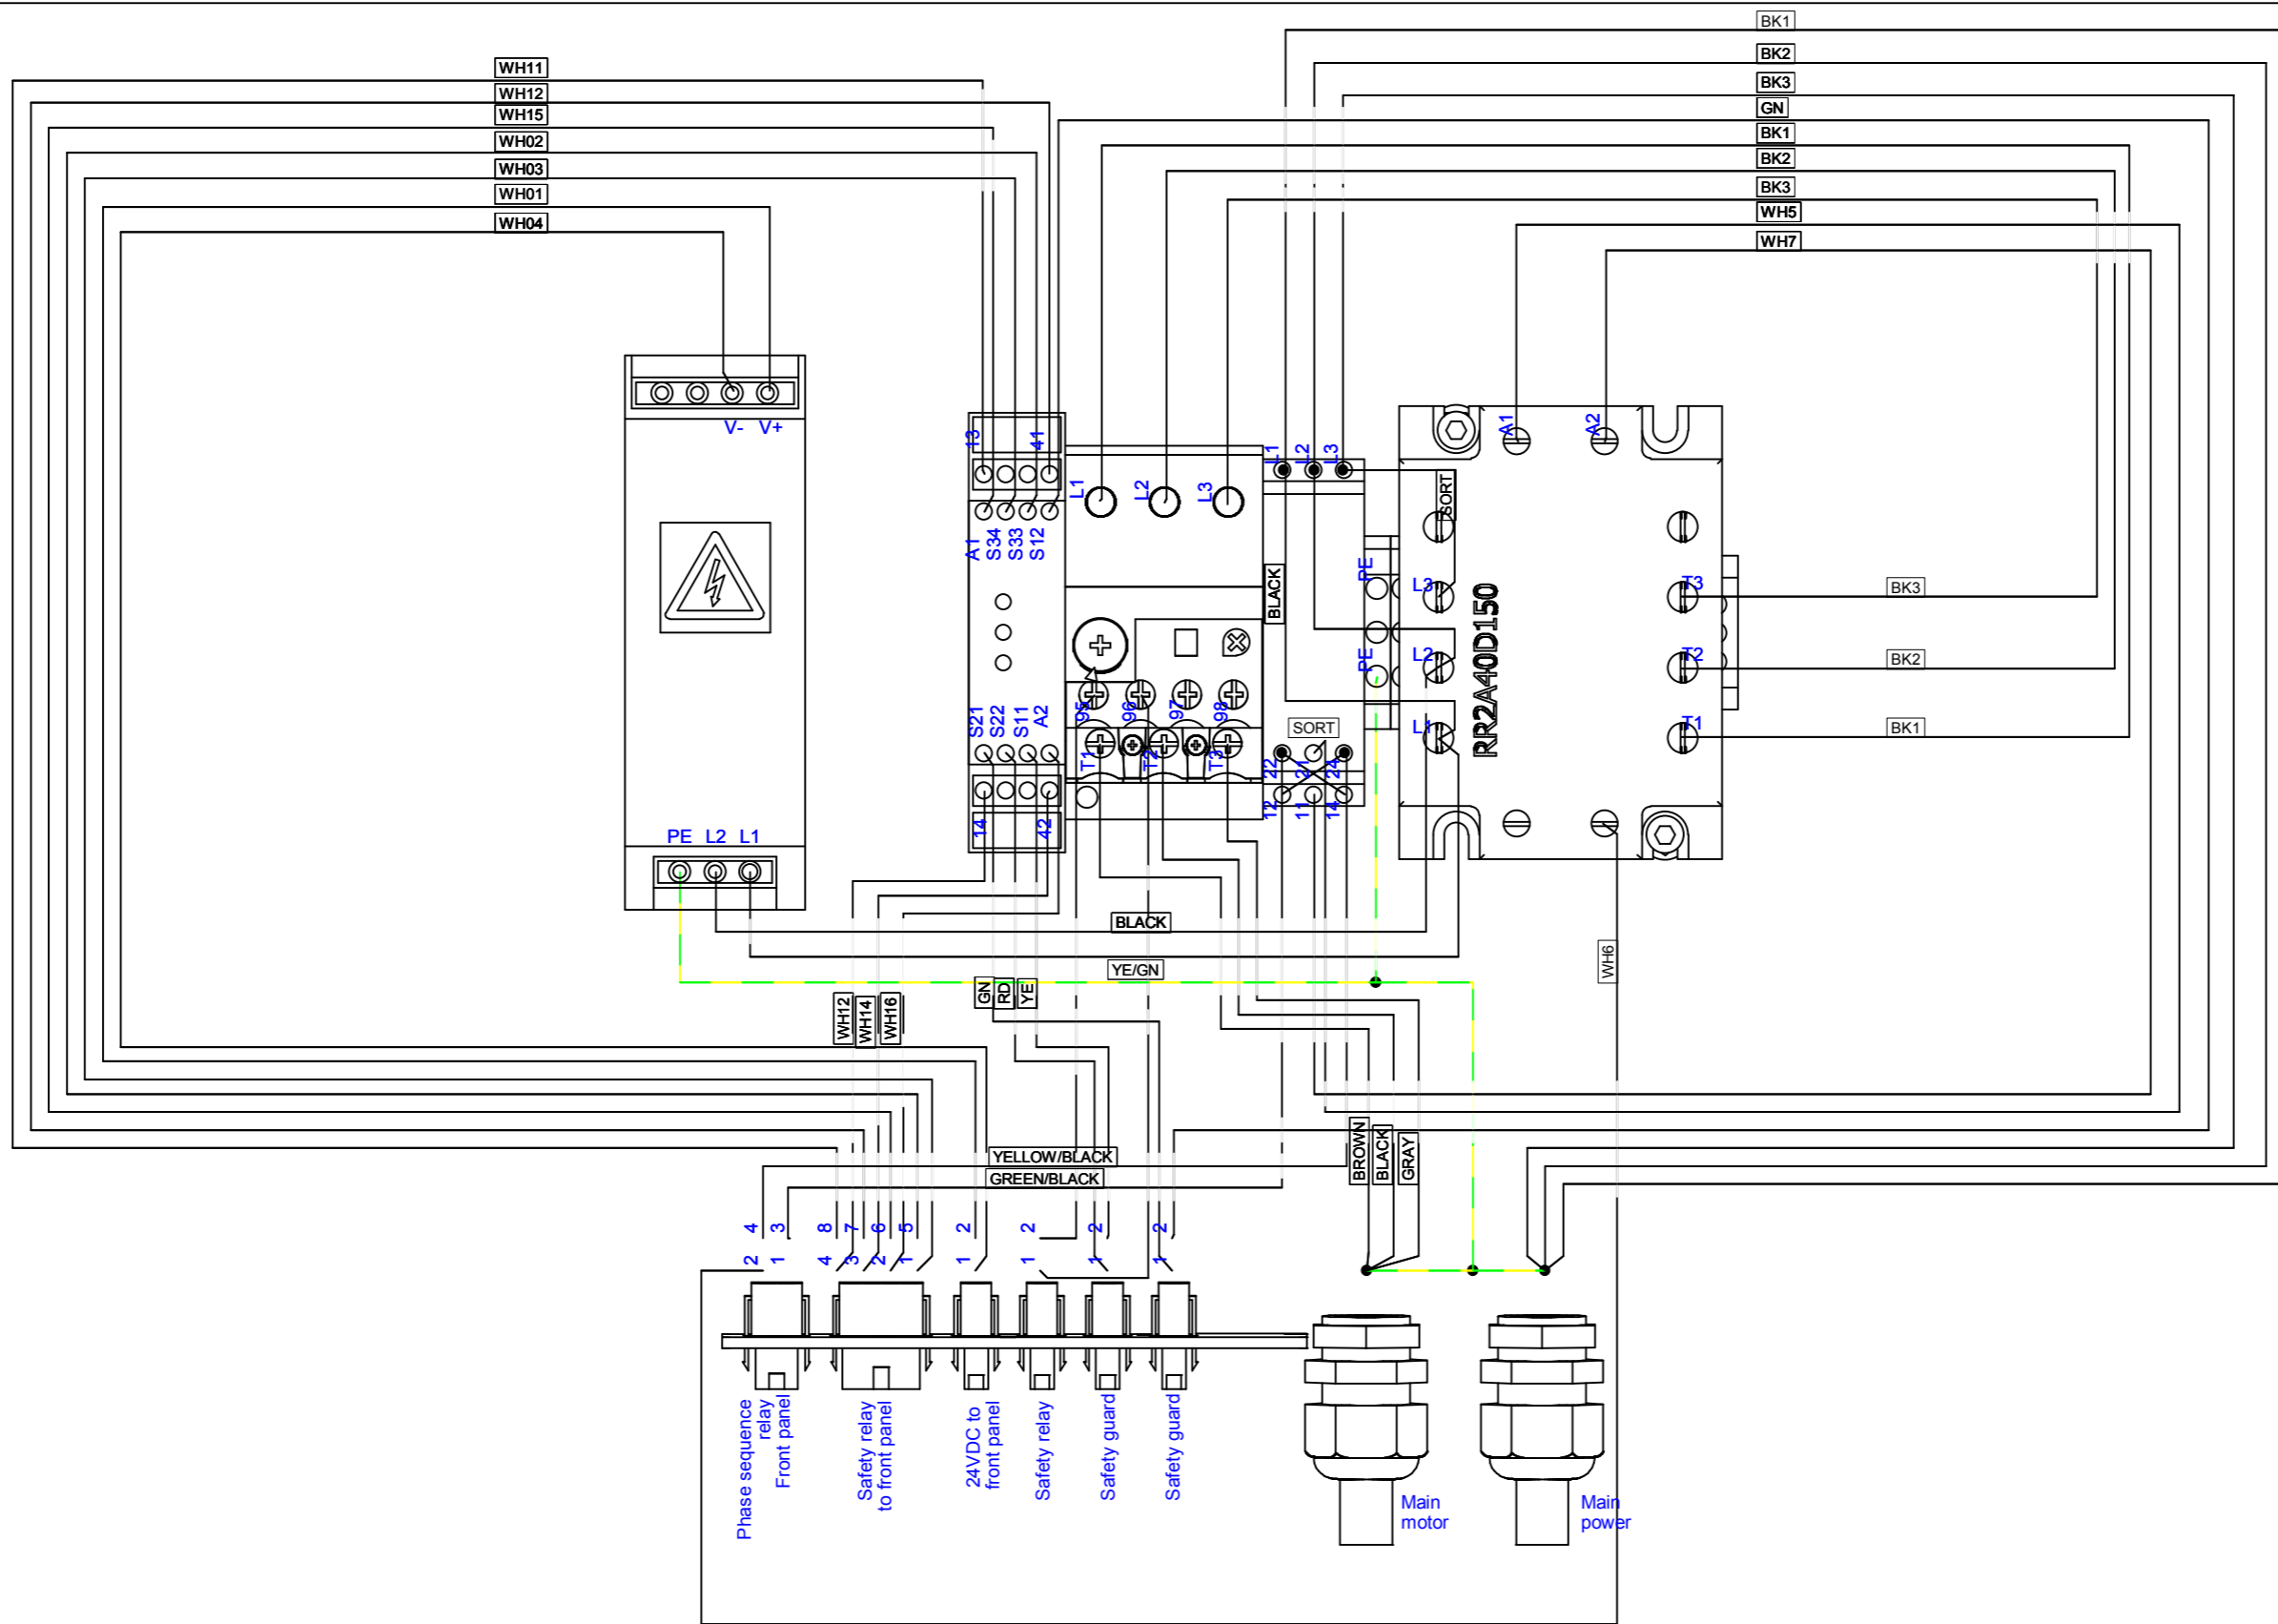 BK1
BK2
BK3
GN
BK1
BK2
BK3
WH5
WH7
WH11
WH12
WH15
WH02
WH03
WH01
WH04
V- V+
13
41
A1
S34
S33
S12
L1
L2
L3
L1
L2
L3
A1
A2
SORT
BLACK
PE
PE
L3
L2
L1
RR2A40D150
T3
T2
T1
BK3
BK2
BK1
S21
S22
S11
A2
95
96
97
98
T1
T2
T3
SORT
22
21
24
12
11
14
14
42
PE L2 L1
BLACK
YE/GN
WH6
WH12
WH14
WH16
GN
RD
YE
YELLOW/BLACK
GREEN/BLACK
BROWN
BLACK
GRAY
4 3 8 7 6 5 2 2 2 2
2 1 4 3 2 1 1 1 1 1
Phase sequence
relay
Front panel
Safety relay
to front panel
24VDC to
front panel
Safety relay
Safety guard
Safety guard
Main
motor
Main
power